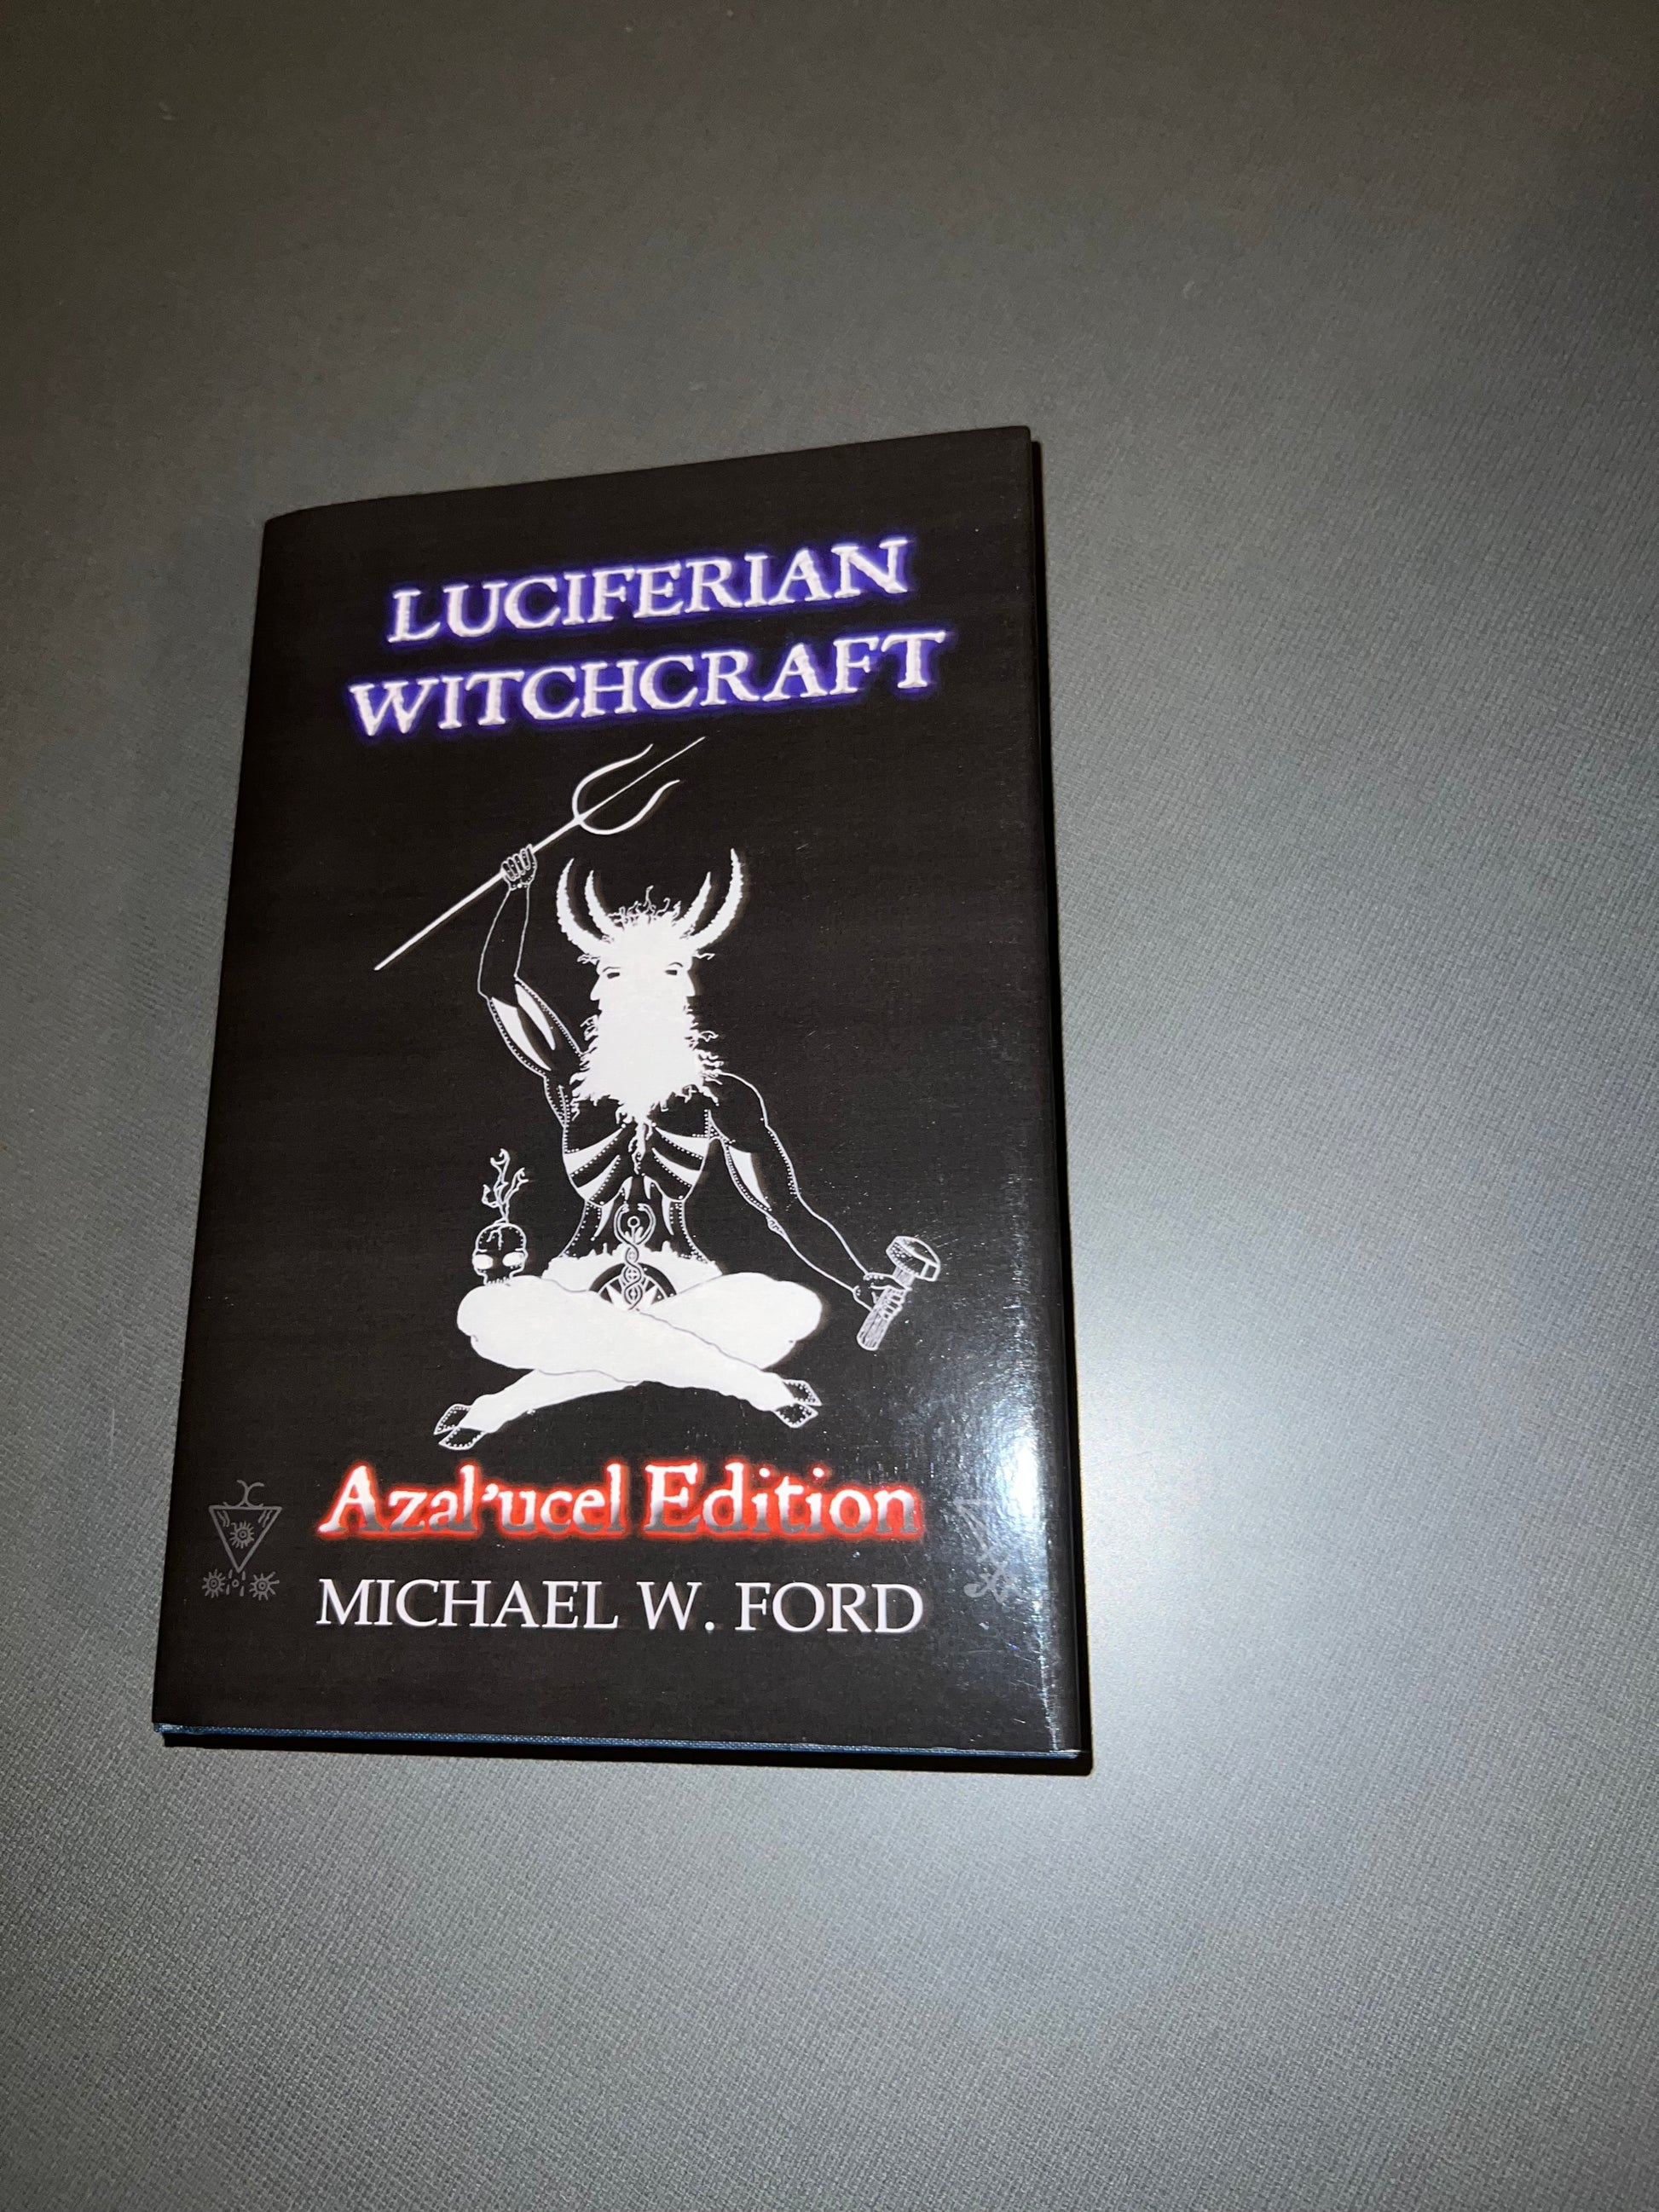 LUCIFERIAN
WITCHCRAFT
Azal'ucel Edition
MICHAEL W. FORD